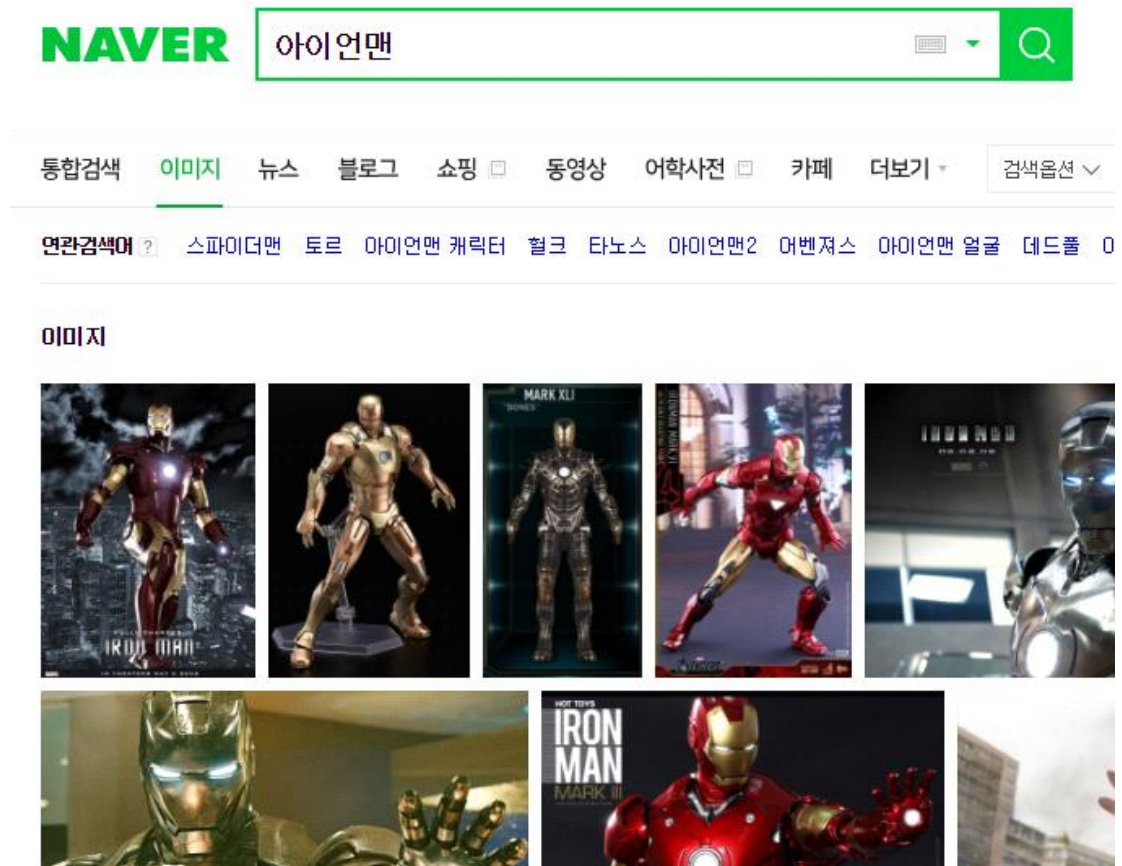 NAVER 아이언맨
통합검색 이미지 뉴스 블로그 쇼핑 동영상 어학사전 카페 더보기 검색옵션
연관검색어 ? 스파이더맨 토르 아이언맨 캐릭터 헐크 타노스 아이언맨2 어벤져스 아이언맨 얼굴 데드풀
이미지
MARK XLI
"BONES"
IRON MAN
IRON MAN
HOT TOYS
IRON
MAN
MARK III